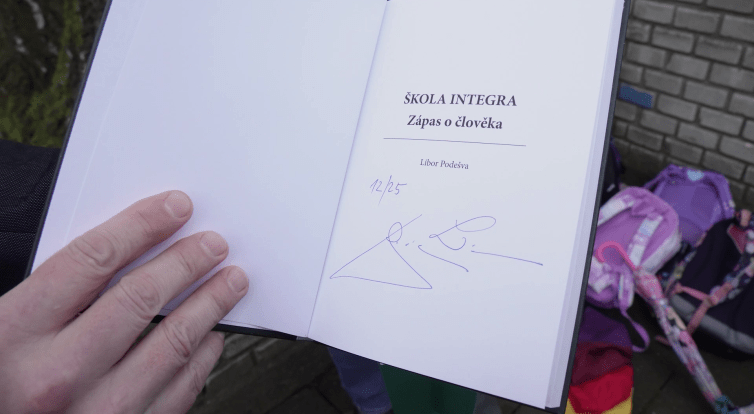 ŠKOLA INTEGRA
Zápas o člověka
Libor Podešva
12/25